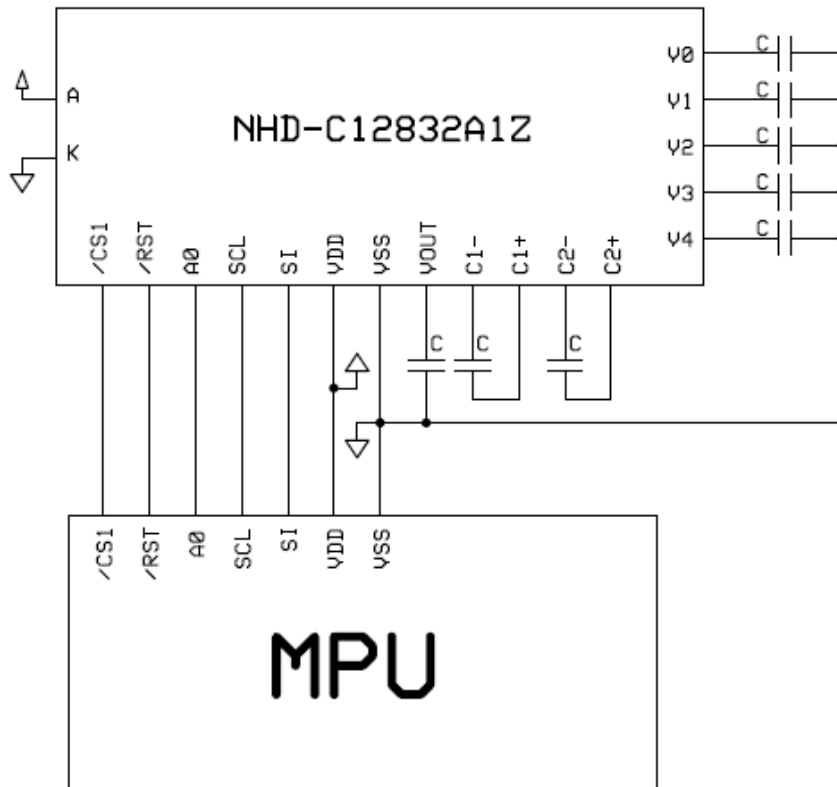 V0 C
A V1 C
NHD-C12832A1Z
K V2 C
V3 C
V4 C
/CS1 /RST A0 SCL SI VDD VSS VOUT C1- C1+ C2- C2+
C C C
/CS1 /RST A0 SCL SI VDD VSS
MPU